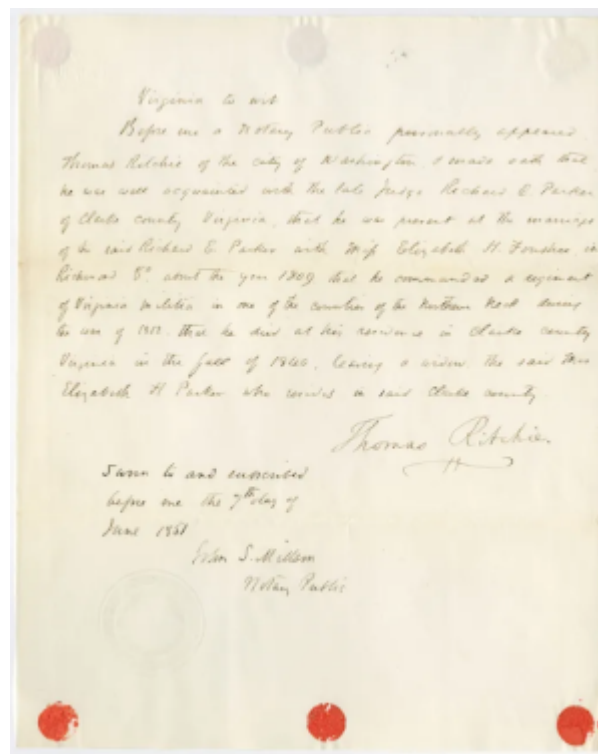 Virginia to wit
Before me a Notary Public personally appeared
Thomas Ritchie of the city of Washington & made oath that
he was well acquainted with the late Judge Richard E. Parker
of Clarke county Virginia, that he was present at the marriage
of the said Richard E. Parker with Miss Elizabeth H. Foushee, in
Richmond Va. about the year 1809 that he commanded a regiment
of Virginia militia in one of the counties of the Northern Neck during
the war of 1812. that he died at his residence in Clarke county
Virginia in the fall of 1840, leaving a widow, the said Mrs
Elizabeth H Parker who resides in said Clarke county.
Thomas Ritchie
Sworn to and subscribed
before me the 7th day of
June 1851
John S. 
Notary Public